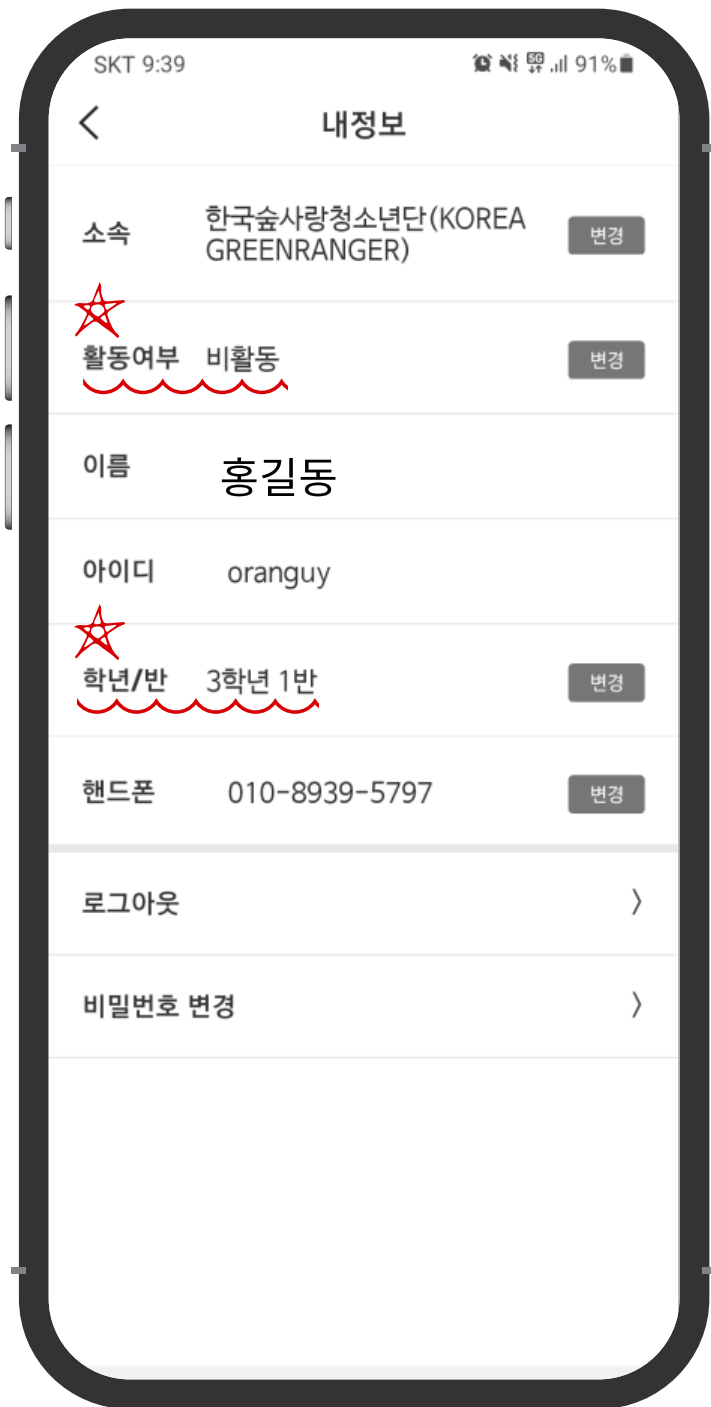 SKT 9:39 5G 91%
내정보
소속 한국숲사랑청소년단(KOREA GREENRANGER) 변경
활동여부 비활동 변경
이름 홍길동
아이디 oranguy
학년/반 3학년 1반 변경
핸드폰 010-8939-5797 변경
로그아웃
비밀번호 변경